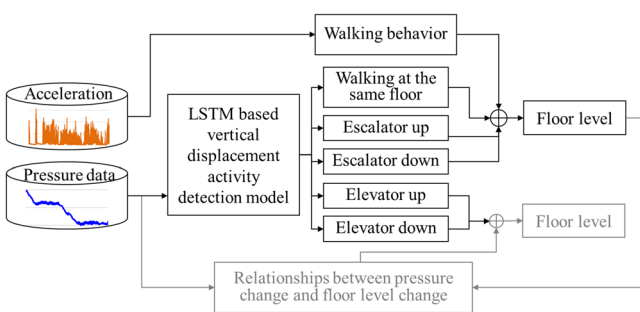 Walking behavior
Acceleration
Walking at the
same floor
LSTM based
vertical
displacement
activity
detection model
Escalator up
Floor level
Escalator down
Pressure data
Elevator up
Elevator down
Floor level
Relationships between pressure
change and floor level change